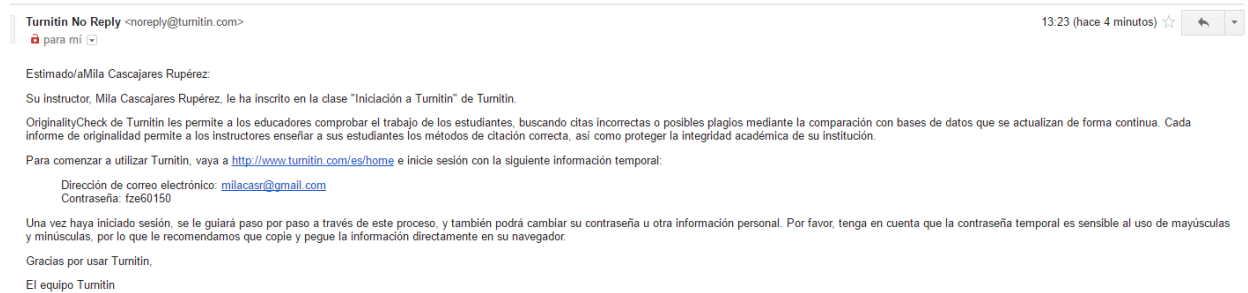 Turnitin No Reply <noreply@turnitin.com> 13:23 (hace 4 minutos)
para mí
Estimado/aMila Cascajares Rupérez:
Su instructor, Mila Cascajares Rupérez, le ha inscrito en la clase "Iniciación a Turnitin" de Turnitin.
OriginalityCheck de Turnitin les permite a los educadores comprobar el trabajo de los estudiantes, buscando citas incorrectas o posibles plagios mediante la comparación con bases de datos que se actualizan de forma continua. Cada
informe de originalidad permite a los instructores enseñar a sus estudiantes los métodos de citación correcta, así como proteger la integridad académica de su institución.
Para comenzar a utilizar Turnitin, vaya a http://www.turnitin.com/es/home e inicie sesión con la siguiente información temporal:
Dirección de correo electrónico: milacasr@gmail.com
Contraseña: fze60150
Una vez haya iniciado sesión, se le guiará paso por paso a través de este proceso, y también podrá cambiar su contraseña u otra información personal. Por favor, tenga en cuenta que la contraseña temporal es sensible al uso de mayúsculas
y minúsculas, por lo que le recomendamos que copie y pegue la información directamente en su navegador.
Gracias por usar Turnitin,
El equipo Turnitin